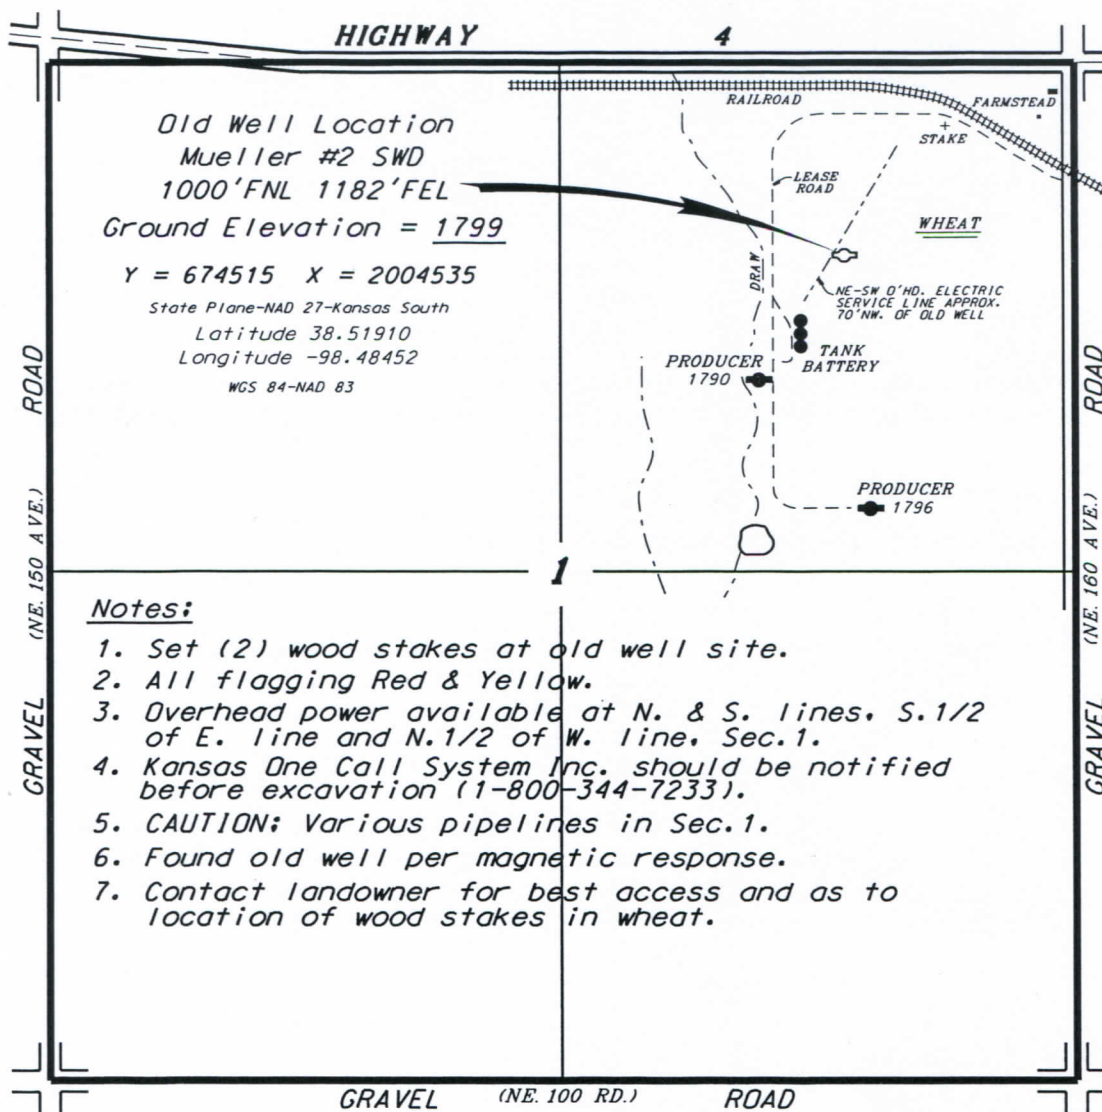 HIGHWAY 4
RAILROAD
FARMSTEAD
STAKE
Old Well Location
Mueller #2 SWD
1000'FNL 1182'FEL
Ground Elevation = 1799
Y = 674515 X = 2004535
State Plane-NAD 27-Kansas South
Latitude 38.51910
Longitude -98.48452
WGS 84-NAD 83
LEASE
ROAD
WHEAT
DRAW
NE-SW O'HD. ELECTRIC
SERVICE LINE APPROX.
70'NW. OF OLD WELL
TANK
BATTERY
PRODUCER
1790
PRODUCER
1796
1
GRAVEL (NE. 150 AVE.) ROAD
GRAVEL (NE. 160 AVE.) ROAD
Notes:
1. Set (2) wood stakes at old well site.
2. All flagging Red & Yellow.
3. Overhead power available at N. & S. lines, S.1/2
of E. line and N.1/2 of W. line, Sec.1.
4. Kansas One Call System Inc. should be notified
before excavation (1-800-344-7233).
5. CAUTION: Various pipelines in Sec.1.
6. Found old well per magnetic response.
7. Contact landowner for best access and as to
location of wood stakes in wheat.
GRAVEL (NE. 100 RD.) ROAD